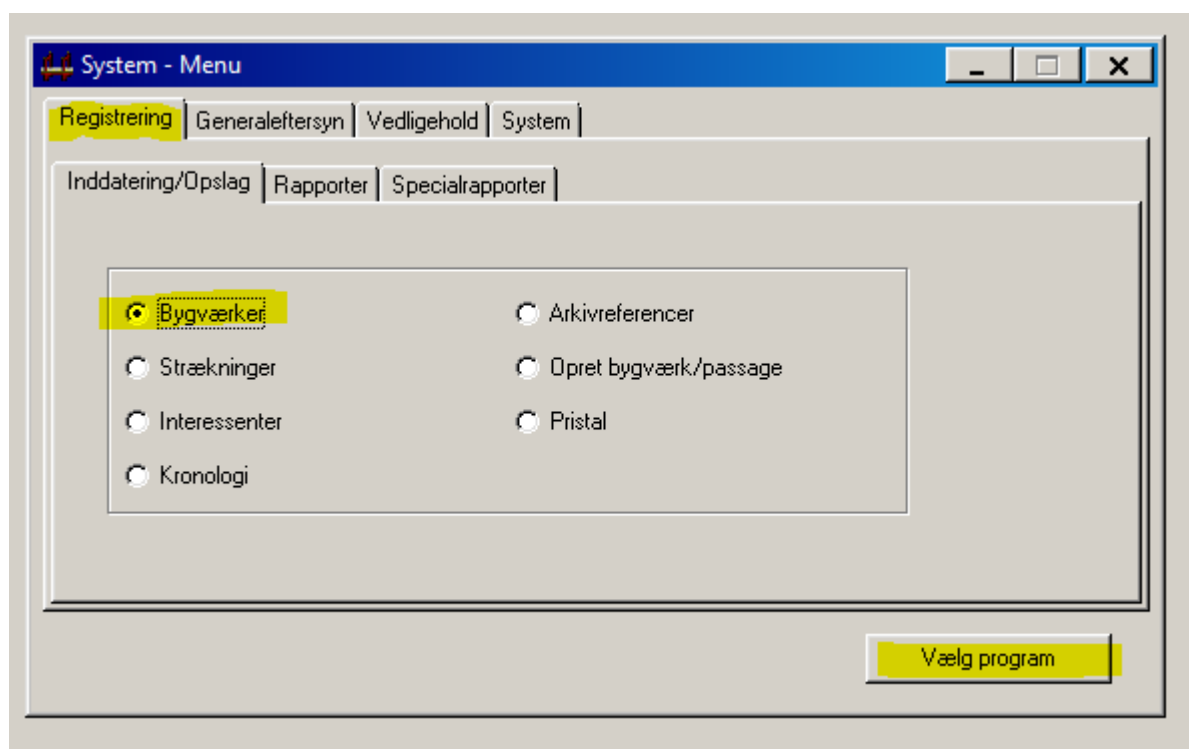 System - Menu
Registrering Generaleftersyn Vedligehold System
Inddatering/Opslag Rapporter Specialrapporter
Bygværker Arkivreferencer
Strækninger Opret bygværk/passage
Interessenter Pristal
Kronologi
Vælg program